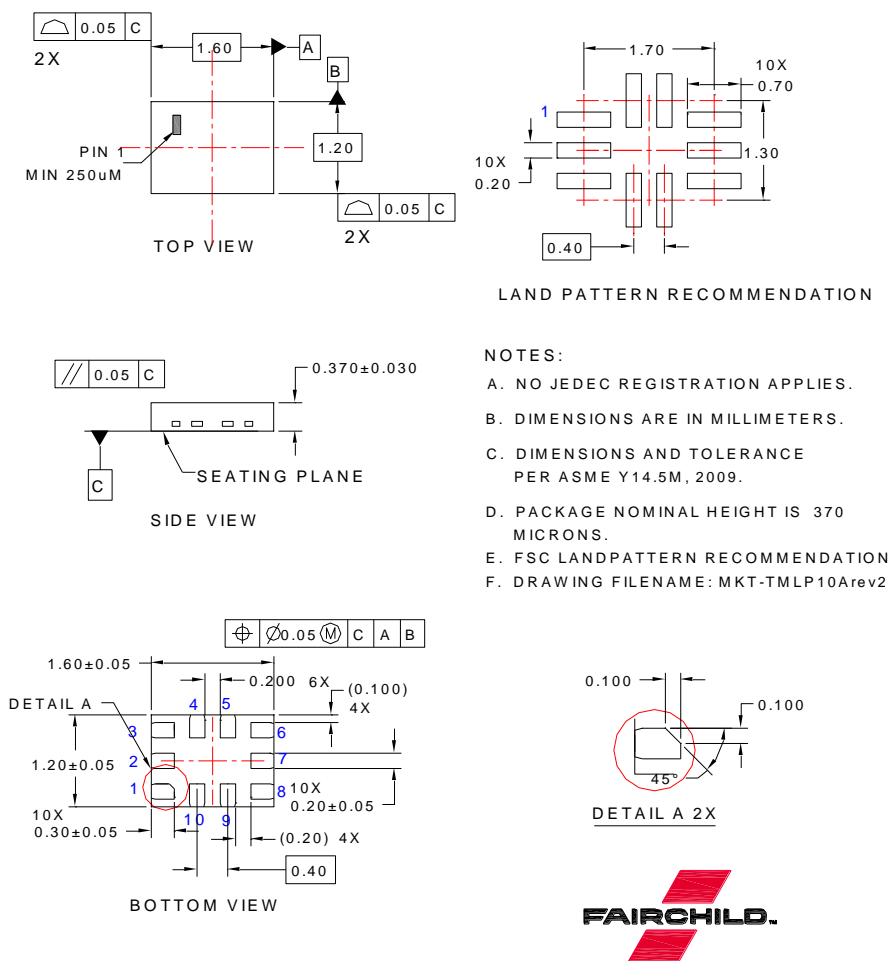 0.05 C
2X
1.60
A
B
PIN 1
MIN 250uM
1.20
0.05 C
2X
TOP VIEW
1.70
10X
0.70
1
10X
0.20
1.30
0.40
LAND PATTERN RECOMMENDATION
// 0.05 C
0.370±0.030
C
SEATING PLANE
SIDE VIEW
NOTES:
A. NO JEDEC REGISTRATION APPLIES.
B. DIMENSIONS ARE IN MILLIMETERS.
C. DIMENSIONS AND TOLERANCE
PER ASME Y14.5M, 2009.
D. PACKAGE NOMINAL HEIGHT IS 370
MICRONS.
E. FSC LANDPATTERN RECOMMENDATION
F. DRAWING FILENAME: MKT-TMLP10Arev2
⌖ Ø0.05 Ⓜ C A B
1.60±0.05
0.200 6X
(0.100)
4X
DETAIL A
4 5
3 6
2 7
1 8
10 9
1.20±0.05
10X
0.20±0.05
10X
0.30±0.05
(0.20) 4X
0.40
BOTTOM VIEW
0.100
0.100
45°
DETAIL A 2X
FAIRCHILD™